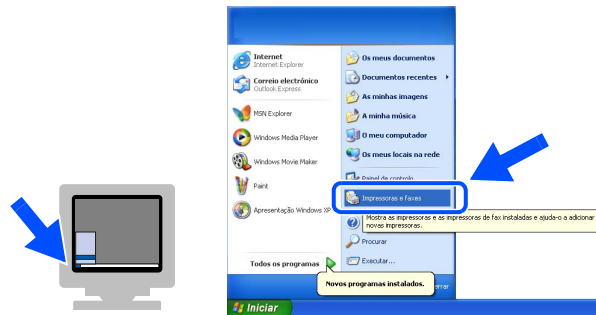 Internet
Internet Explorer
Correio electrónico
Outlook Express
MSN Explorer
Windows Media Player
Windows Movie Maker
Paint
Apresentação Windows XP
Todos os programas
Os meus documentos
Documentos recentes
As minhas imagens
A minha música
O meu computador
Os meus locais na rede
Painel de controlo
Impressoras e faxes
Mostra as impressoras e as impressoras de fax instaladas e ajuda-o a adicionar
novas impressoras.
Procurar
Executar...
Novos programas instalados.
Iniciar